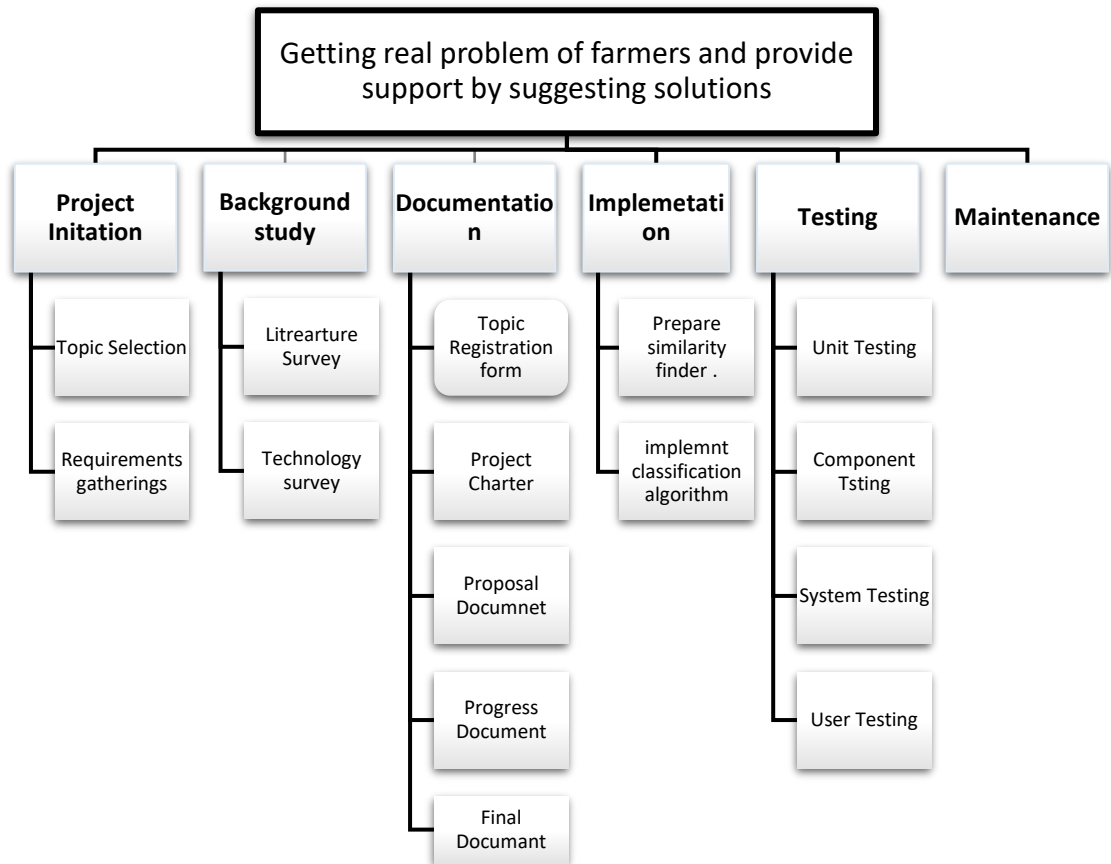 Getting real problem of farmers and provide
support by suggesting solutions
Project
Initation
Background
study
Documentatio
n
Implemetati
on
Testing
Maintenance
Topic Selection
Requirements
gatherings
Litrearture
Survey
Technology
survey
Topic
Registration
form
Project
Charter
Proposal
Documnet
Progress
Document
Final
Documant
Prepare
similarity
finder .
implemnt
classification
algorithm
Unit Testing
Component
Tsting
System Testing
User Testing